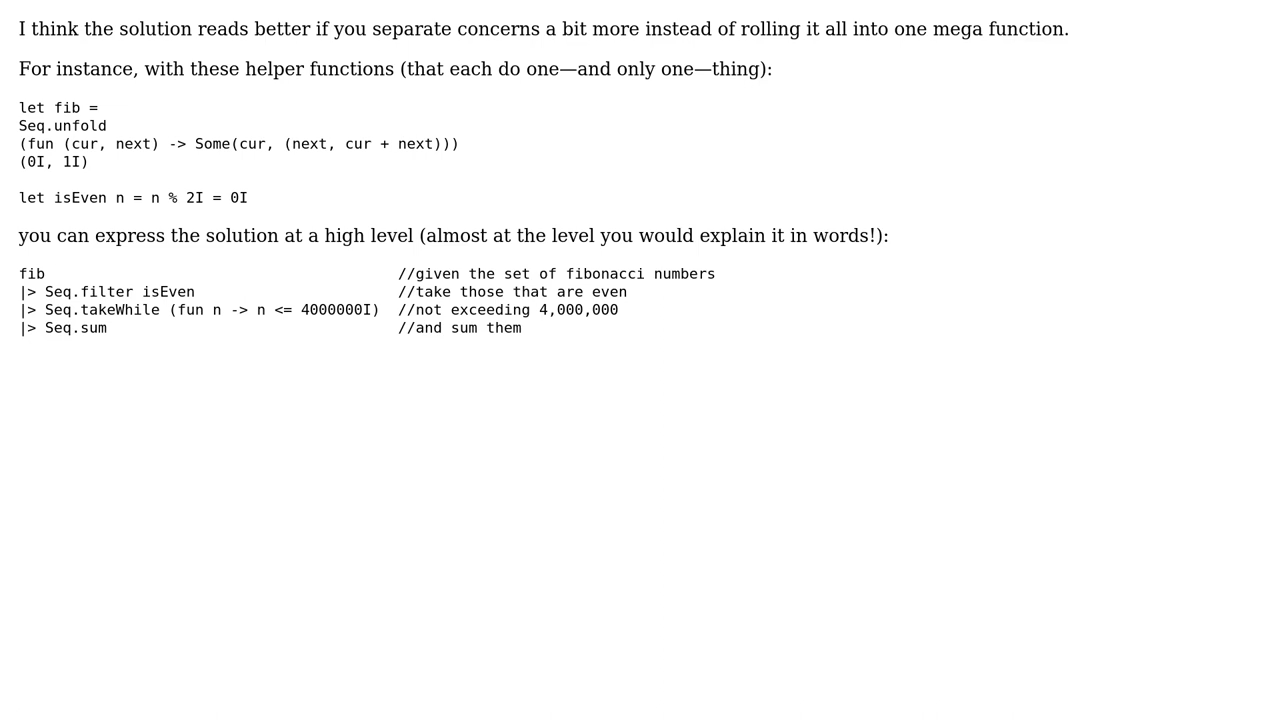 I think the solution reads better if you separate concerns a bit more instead of rolling it all into one mega function.
For instance, with these helper functions (that each do one—and only one—thing):
let fib =
Seq.unfold
(fun (cur, next) -> Some(cur, (next, cur + next)))
(0I, 1I)
let isEven n = n % 2I = 0I
you can express the solution at a high level (almost at the level you would explain it in words!):
fib                                        //given the set of fibonacci numbers
|> Seq.filter isEven                       //take those that are even
|> Seq.takeWhile (fun n -> n <= 4000000I)  //not exceeding 4,000,000
|> Seq.sum                                 //and sum them